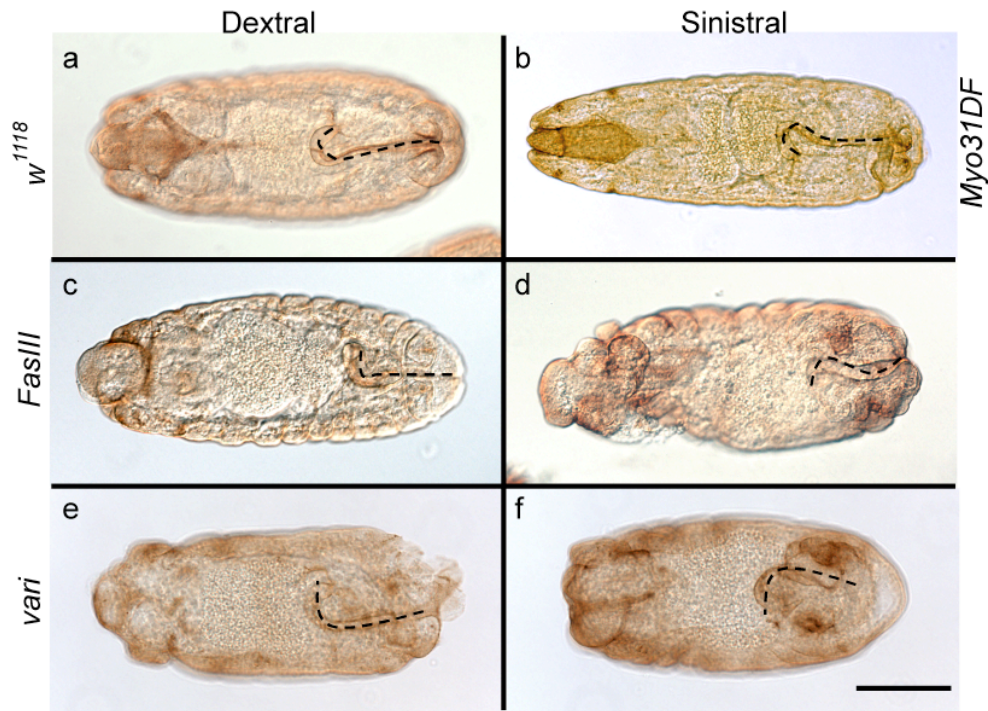 Dextral
Sinistral
a
b
w1118
Myo31DF
c
d
FasIII
e
f
vari